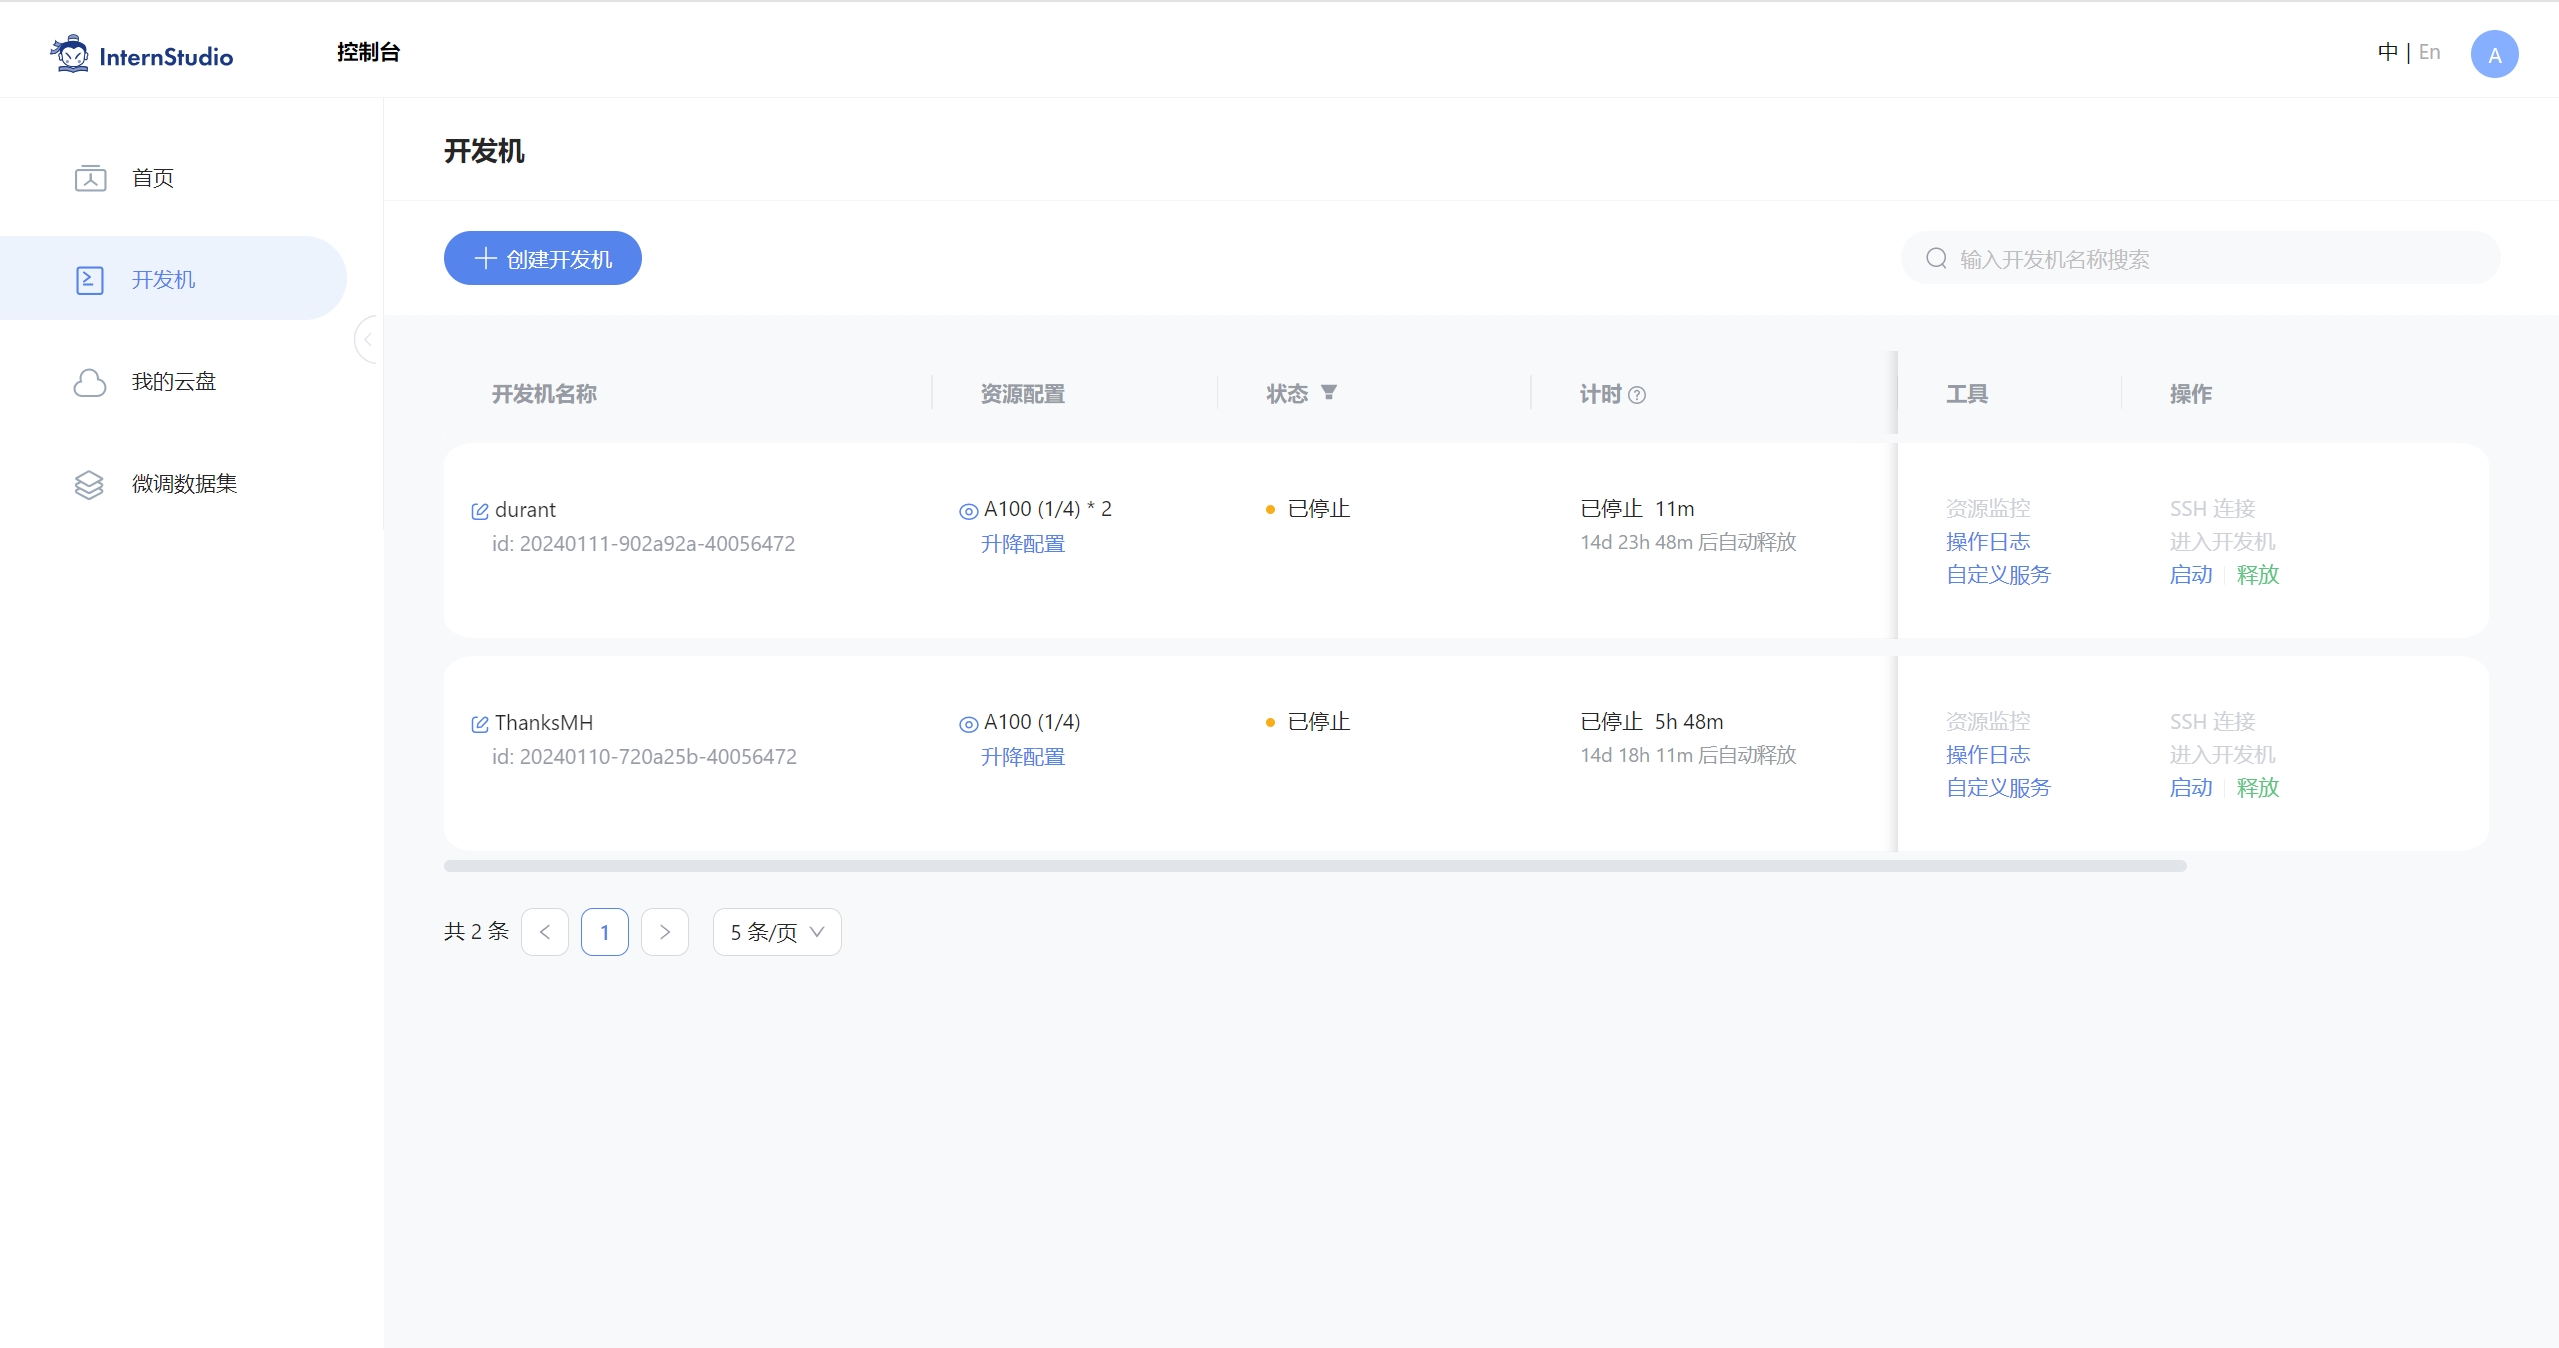 InternStudio
控制台
中 | En
A
首页
开发机
我的云盘
微调数据集
开发机
创建开发机
输入开发机名称搜索
开发机名称 资源配置 状态 计时 工具 操作
durant A100 (1/4) * 2 已停止 已停止 11m 资源监控 SSH 连接
id: 20240111-902a92a-40056472 升降配置 14d 23h 48m 后自动释放 操作日志 进入开发机
自定义服务 启动 释放
ThanksMH A100 (1/4) 已停止 已停止 5h 48m 资源监控 SSH 连接
id: 20240110-720a25b-40056472 升降配置 14d 18h 11m 后自动释放 操作日志 进入开发机
自定义服务 启动 释放
共 2 条 < 1 > 5 条/页